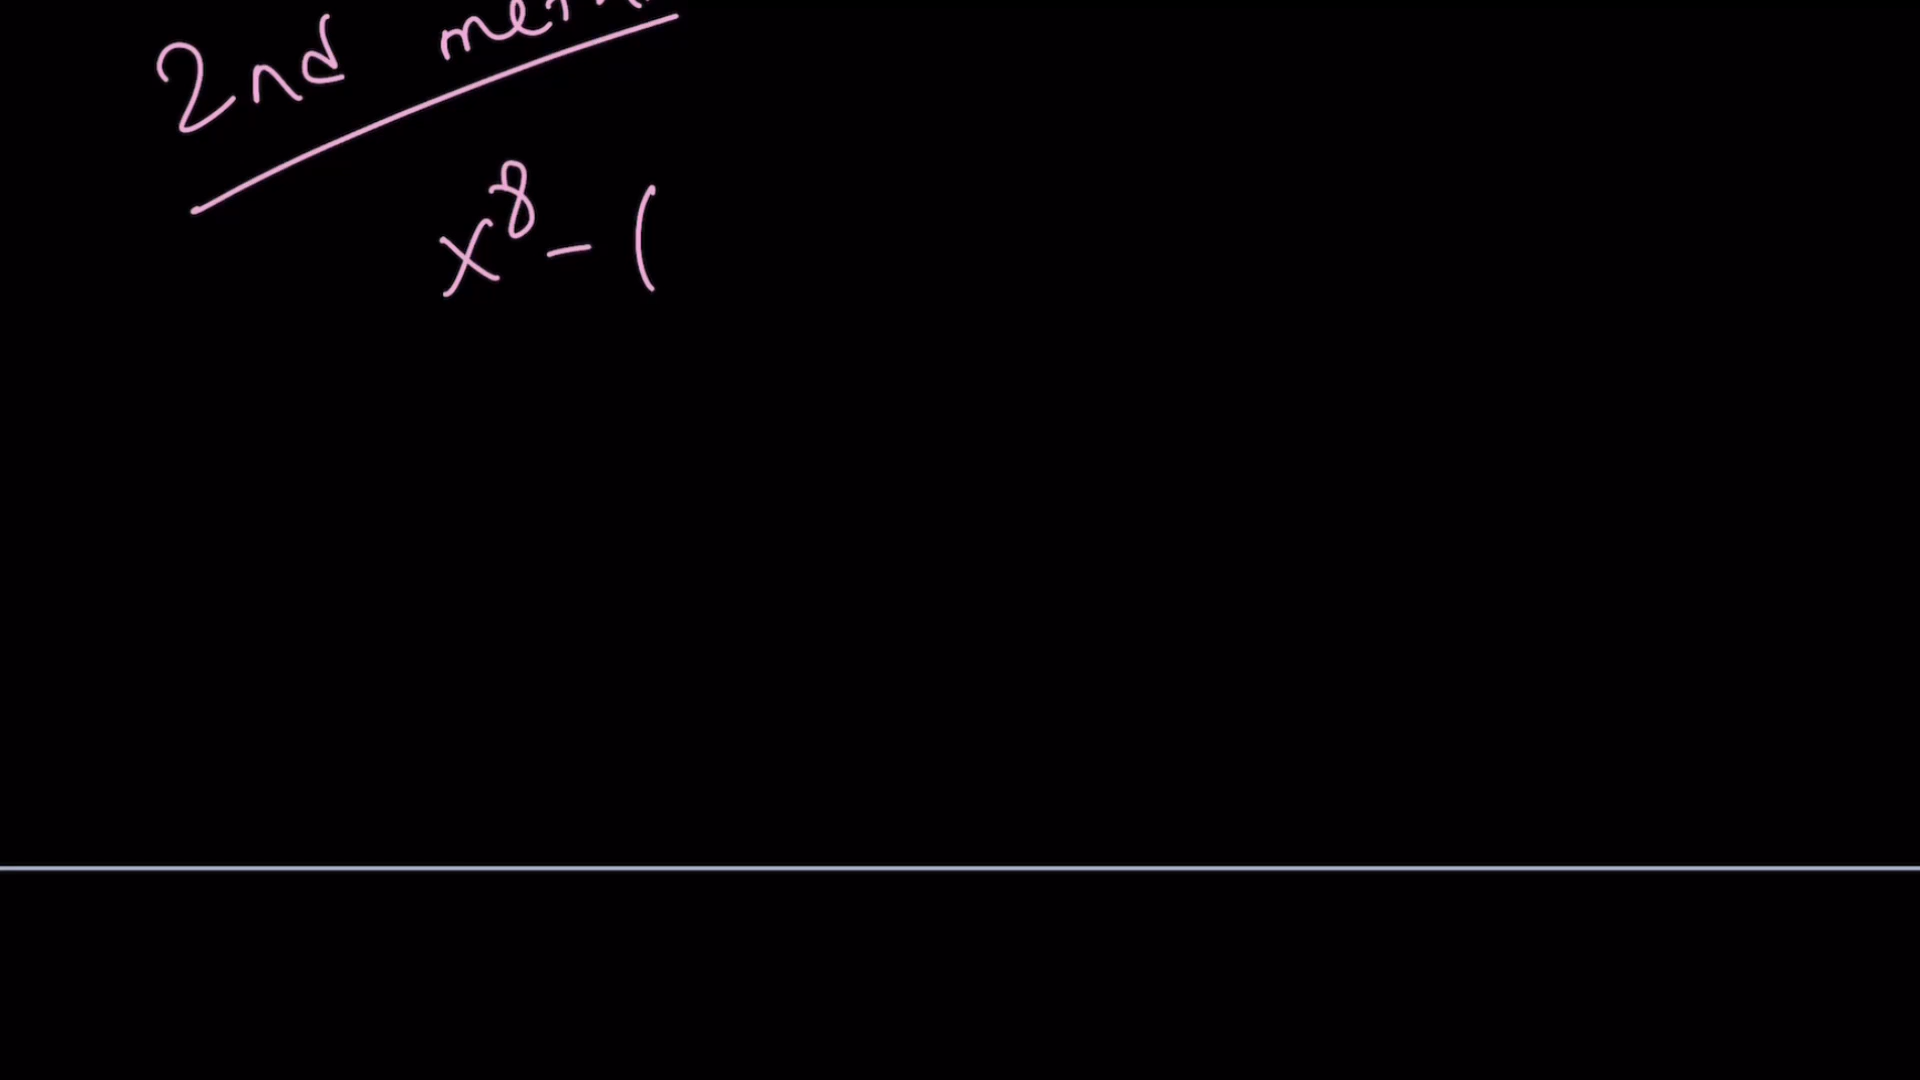 2nd
x⁸ - (